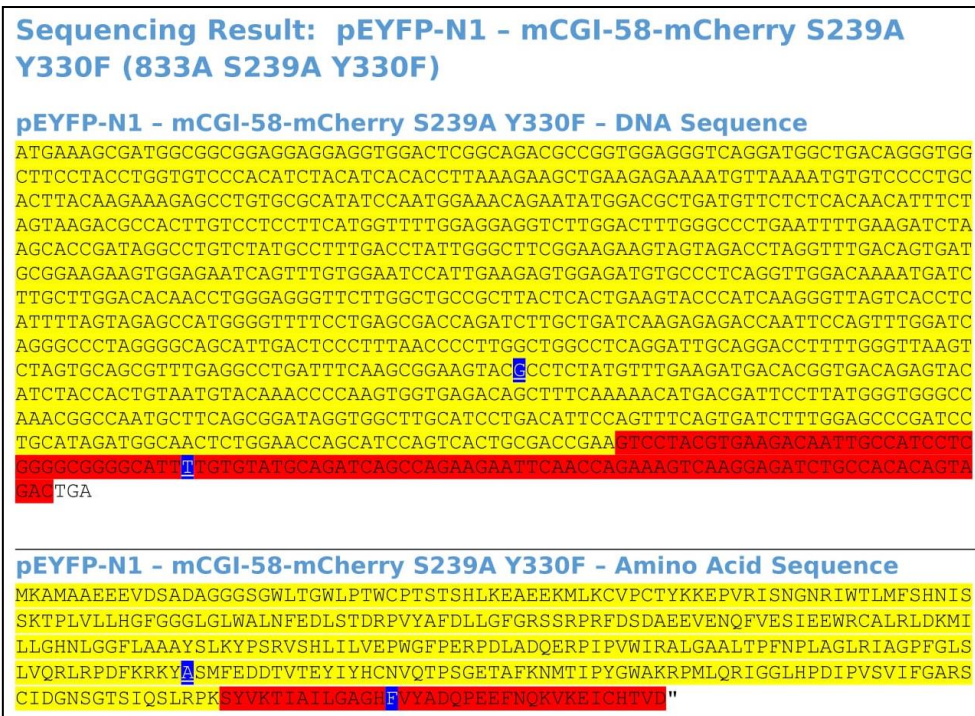 Sequencing Result:  pEYFP-N1 – mCGI-58-mCherry S239A
Y330F (833A S239A Y330F)
pEYFP-N1 – mCGI-58-mCherry S239A Y330F – DNA Sequence
ATGAAAGCGATGGCGGCGGAGGAGGAGGTGGACTCGGCAGACGCCGGTGGAGGGTCAGGATGGCTGACAGGGTGG
CTTCCTACCTGGTGTCCCACATCTACATCACACCTTAAAGAAGCTGAAGAGAAAATGTTAAAATGTGTCCCCTGC
ACTTACAAGAAAGAGCCTGTGCGCATATCCAATGGAAACAGAATATGGACGCTGATGTTCTCTCACAACATTTCT
AGTAAGACGCCACTTGTCCTCCTTCATGGTTTTGGAGGAGGTCTTGGACTTTGGGCCCTGAATTTTGAAGATCTA
AGCACCGATAGGCCTGTCTATGCCTTTGACCTATTGGGCTTCGGAAGAAGTAGTAGACCTAGGTTTGACAGTGAT
GCGGAAGAAGTGGAGAATCAGTTTGTGGAATCCATTGAAGAGTGGAGATGTGCCCTCAGGTTGGACAAAATGATC
TTGCTTGGACACAACCTGGGAGGGTTCTTGGCTGCCGCTTACTCACTGAAGTACCCATCAAGGGTTAGTCACCTC
ATTTTAGTAGAGCCATGGGGTTTTCCTGAGCGACCAGATCTTGCTGATCAAGAGAGACCAATTCCAGTTTGGATC
AGGGCCCTAGGGGCAGCATTGACTCCCTTTAACCCCTTGGCTGGCCTCAGGATTGCAGGACCTTTTGGGTTAAGT
CTAGTGCAGCGTTTGAGGCCTGATTTCAAGCGGAAGTACGCCTCTATGTTTGAAGATGACACGGTGACAGAGTAC
ATCTACCACTGTAATGTACAAACCCCAAGTGGTGAGACAGCTTTCAAAAACATGACGATTCCTTATGGGTGGGCC
AAACGGCCAATGCTTCAGCGGATAGGTGGCTTGCATCCTGACATTCCAGTTTCAGTGATCTTTGGAGCCCGATCC
TGCATAGATGGCAACTCTGGAACCAGCATCCAGTCACTGCGACCGAAGTCCTACGTGAAGACAATTGCCATCCTC
GGGGCGGGGCATTTTGTGTATGCAGATCAGCCAGAAGAATTCAACCAGAAAGTCAAGGAGATCTGCCACACAGTA
GACTGA
pEYFP-N1 – mCGI-58-mCherry S239A Y330F – Amino Acid Sequence
MKAMAAEEEVDSADAGGGSGWLTGWLPTWCPTSTSHLKEAEEKMLKCVPCTYKKEPVRISNGNRIWTLMFSHNIS
SKTPLVLLHGFGGGLGLWALNFEDLSTDRPVYAFDLLGFGRSSRPRFDSDAEEVENQFVESIEEWRCALRLDKMI
LLGHNLGGFLAAAYSLKYPSRVSHLILVEPWGFPERPDLADQERPIPVWIRALGAALTPFNPLAGLRIAGPFGLS
LVQRLRPDFKRKYASMFEDDTVTEYIYHCNVQTPSGETAFKNMTIPYGWAKRPMLQRIGGLHPDIPVSVIFGARS
CIDGNSGTSIQSLRPKSYVKTIAILGAGHFVYADQPEEFNQKVKEICHTVD"